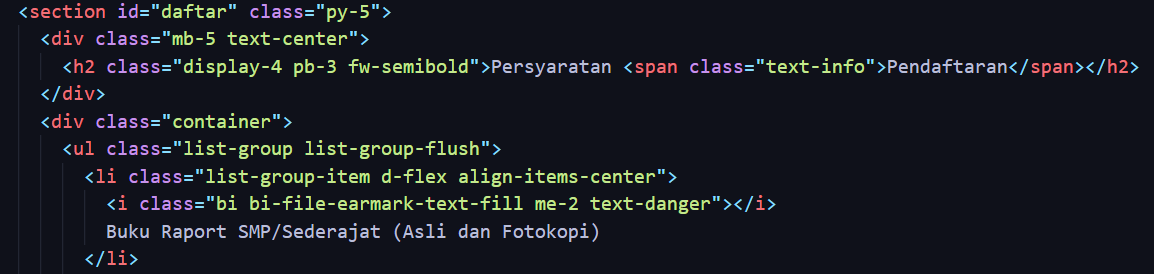 <section id="daftar" class="py-5">
<div class="mb-5 text-center">
<h2 class="display-4 pb-3 fw-semibold">Persyaratan <span class="text-info">Pendaftaran</span></h2>
</div>
<div class="container">
<ul class="list-group list-group-flush">
<li class="list-group-item d-flex align-items-center">
<i class="bi bi-file-earmark-text-fill me-2 text-danger"></i>
Buku Raport SMP/Sederajat (Asli dan Fotokopi)
</li>